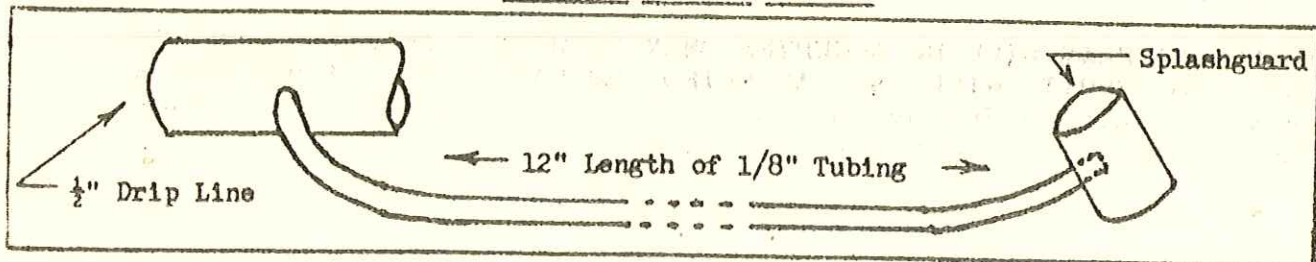 Splashguard
12" Length of 1/8" Tubing
½" Drip Line